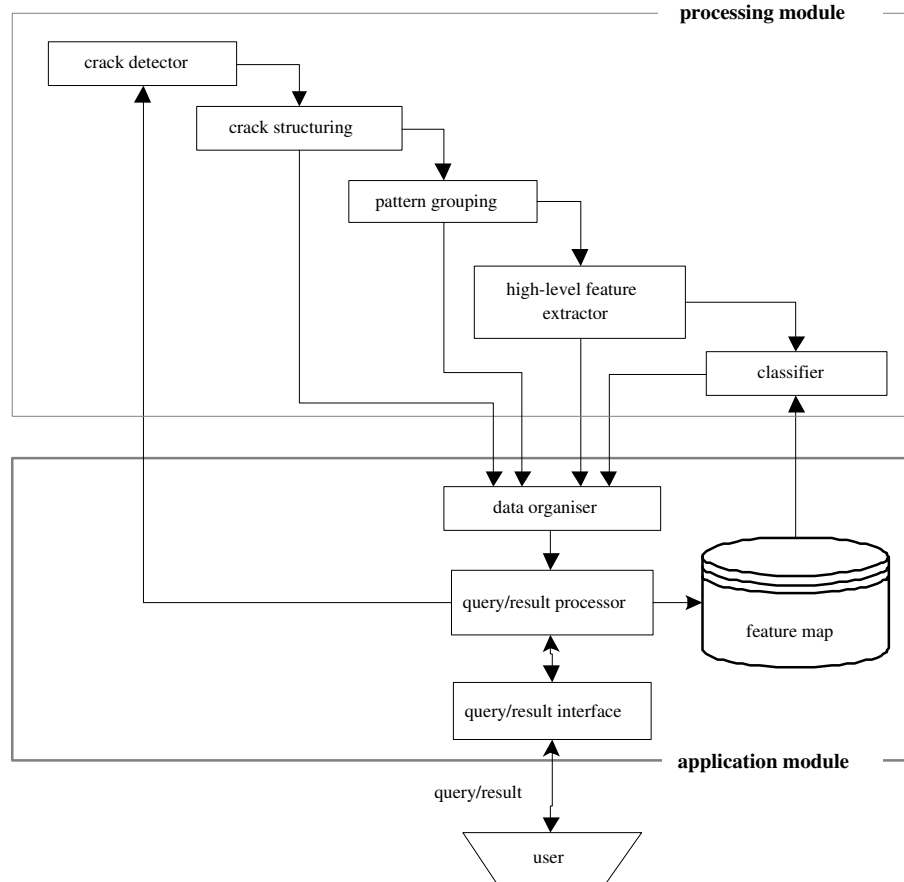 processing module
crack detector
crack structuring
pattern grouping
high-level feature
extractor
classifier
data organiser
query/result processor
feature map
query/result interface
application module
query/result
user